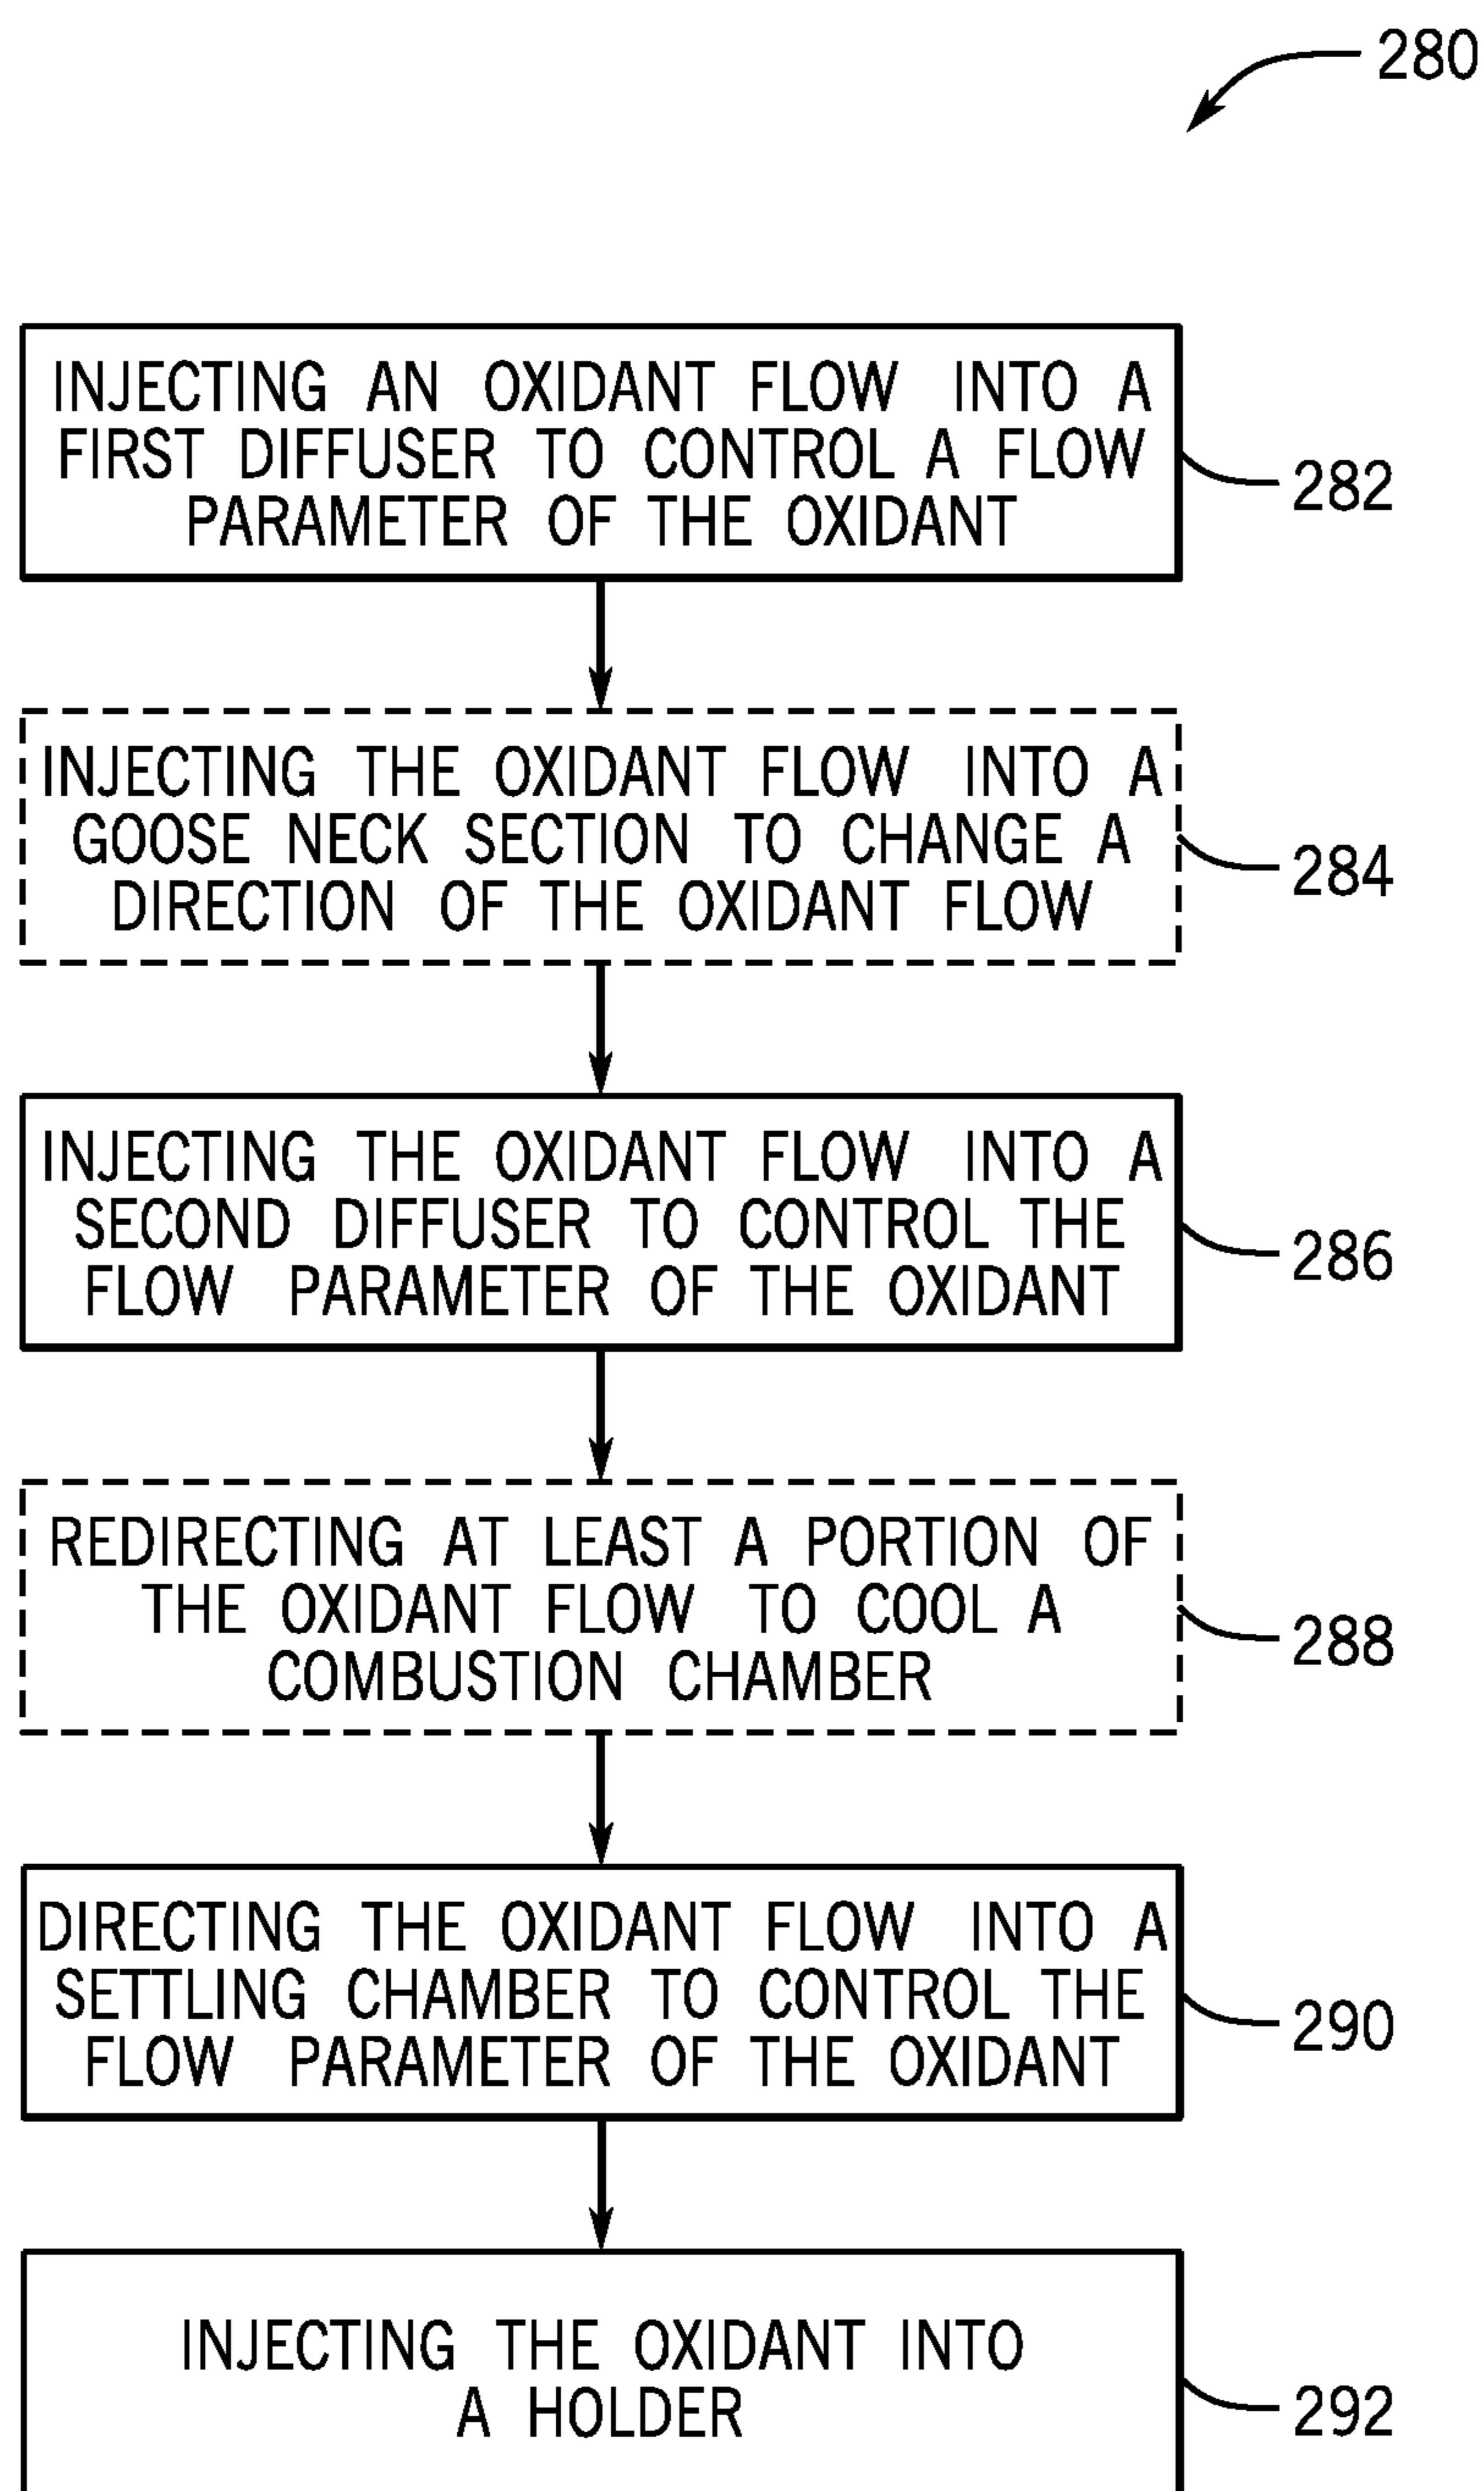 280
INJECTING AN OXIDANT FLOW INTO A
FIRST DIFFUSER TO CONTROL A FLOW
PARAMETER OF THE OXIDANT
282
INJECTING THE OXIDANT FLOW INTO A
GOOSE NECK SECTION TO CHANGE A
DIRECTION OF THE OXIDANT FLOW
284
INJECTING THE OXIDANT FLOW INTO A
SECOND DIFFUSER TO CONTROL THE
FLOW PARAMETER OF THE OXIDANT
286
REDIRECTING AT LEAST A PORTION OF
THE OXIDANT FLOW TO COOL A
COMBUSTION CHAMBER
288
DIRECTING THE OXIDANT FLOW INTO A
SETTLING CHAMBER TO CONTROL THE
FLOW PARAMETER OF THE OXIDANT
290
INJECTING THE OXIDANT INTO
A HOLDER
292